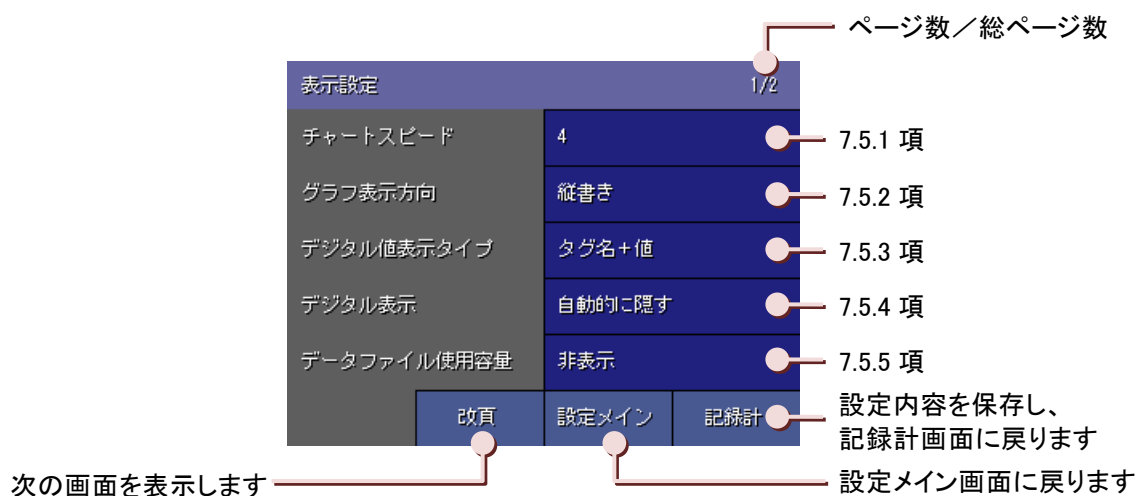 ページ数／総ページ数
表示設定 1/2
チャートスピード 4 7.5.1 項
グラフ表示方向 縦書き 7.5.2 項
デジタル値表示タイプ タグ名+値 7.5.3 項
デジタル表示 自動的に隠す 7.5.4 項
データファイル使用容量 非表示 7.5.5 項
改頁 設定メイン 記録計
設定内容を保存し、
記録計画面に戻ります
次の画面を表示します
設定メイン画面に戻ります